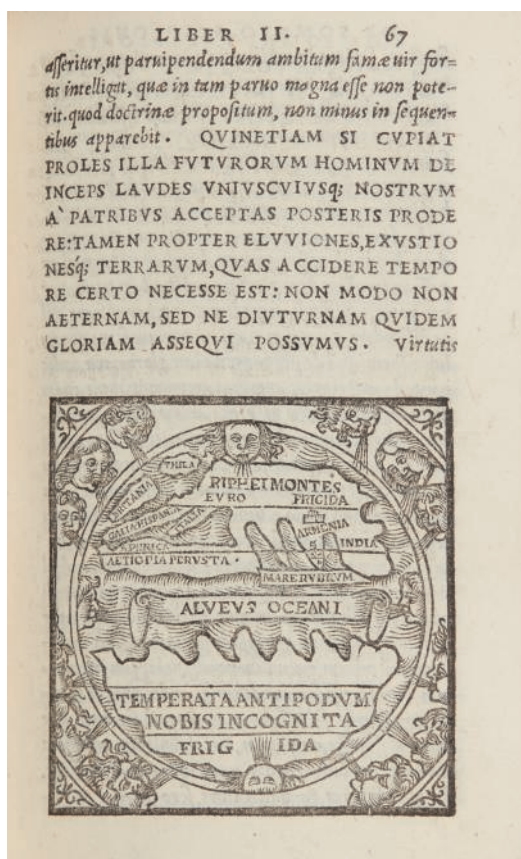 LIBER II. 67
asseritur, ut paruipendendum ambitum famæ uir for=
tis intelligat, quæ in tam paruo magna esse non pote-
rit. quod doctrinæ propositum, non minus in sequen=
tibus apparebit. QVINETIAM SI CVPIAT
PROLES ILLA FVTVRORVM HOMINVM DE
INCEPS LAVDES VNIVSCVIVSq; NOSTRVM
A` PATRIBVS ACCEPTAS POSTERIS PRODE
RE: TAMEN PROPTER ELVVIONES, EXVSTIO
NESq́; TERRARVM, QVAS ACCIDERE TEMPO
RE CERTO NECESSE EST: NON MODO NON
AETERNAM, SED NE DIVTVRNAM QVIDEM
GLORIAM ASSEQVI POSSVMVS. Virtutis
THILA
RIPHEI MONTES
EVRO FRIGIDA
BRITANIA
GALIA HISPANIA
ITALIA
ARMENIA
INDIA
AETIOPIA PERVSTA.
MARE RVBRVM
ALVEVS OCEANI
TEMPERATA ANTIPODVM
NOBIS INCOGNITA
FRIG IDA